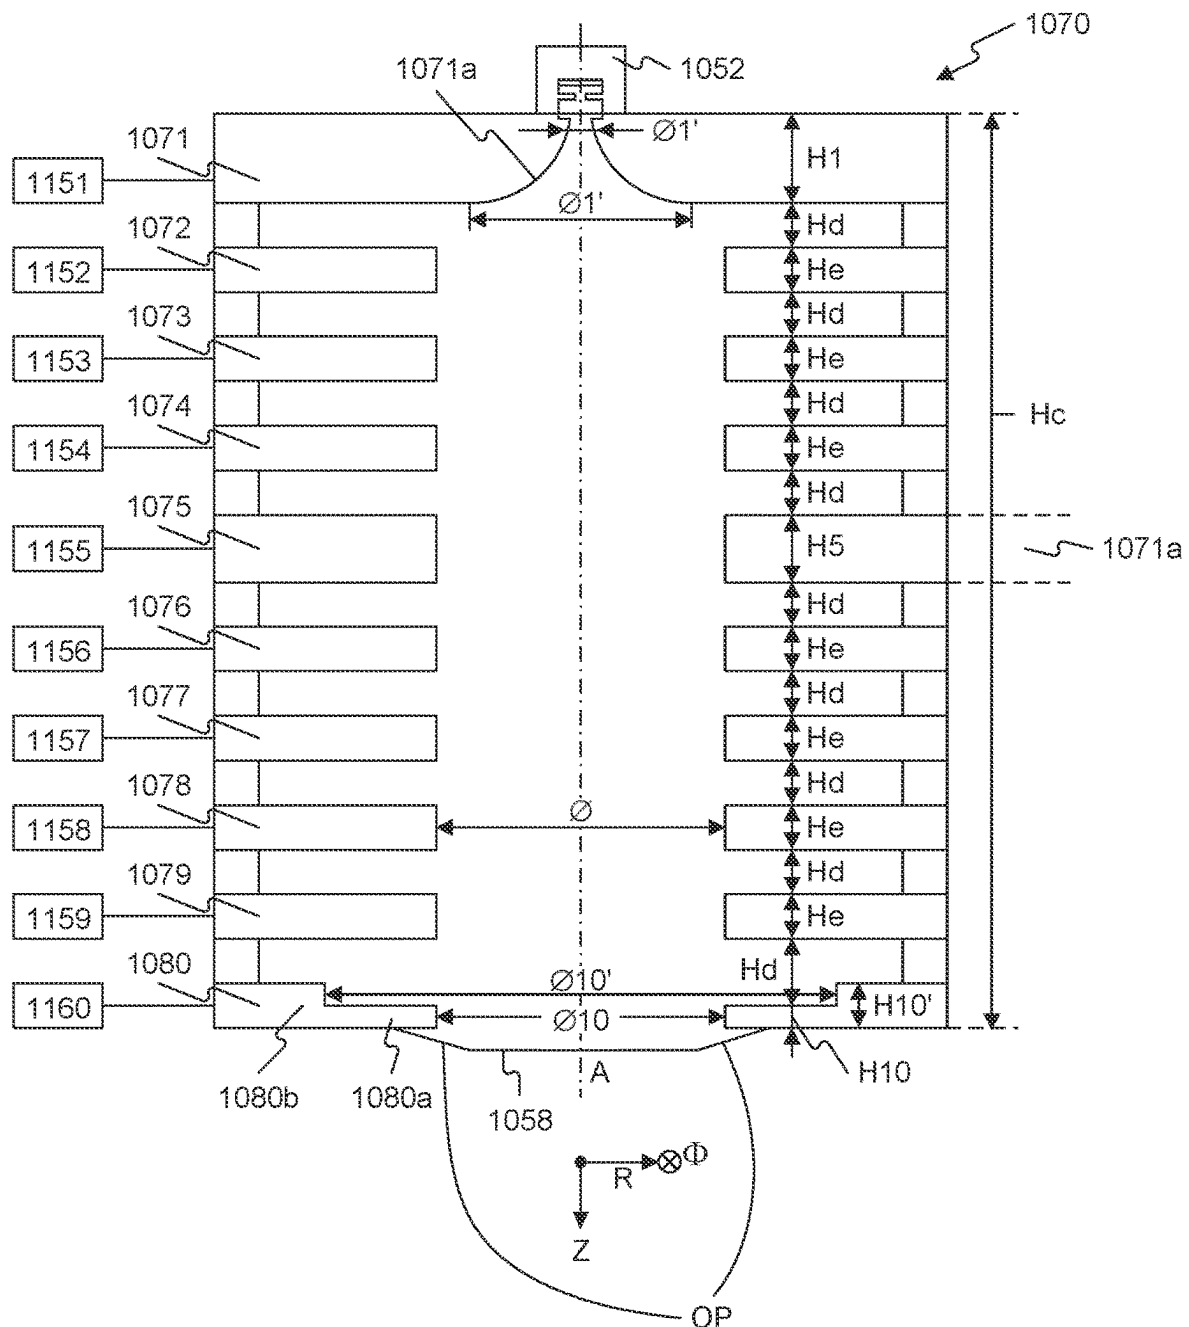 1070
1052
1071a
Ø1'
1071
H1
1151
Ø1'
Hd
1072
1152
He
1073
Hd
1153
He
1074
Hd
Hc
1154
He
1075
Hd
1155
H5
1071a
1076
Hd
1156
He
1077
Hd
1157
He
1078
Hd
Ø
1158
He
1079
Hd
1159
He
1080
Hd
Ø10'
1160
H10'
Ø10
A
H10
1080b
1080a
1058
Φ
R
Z
OP